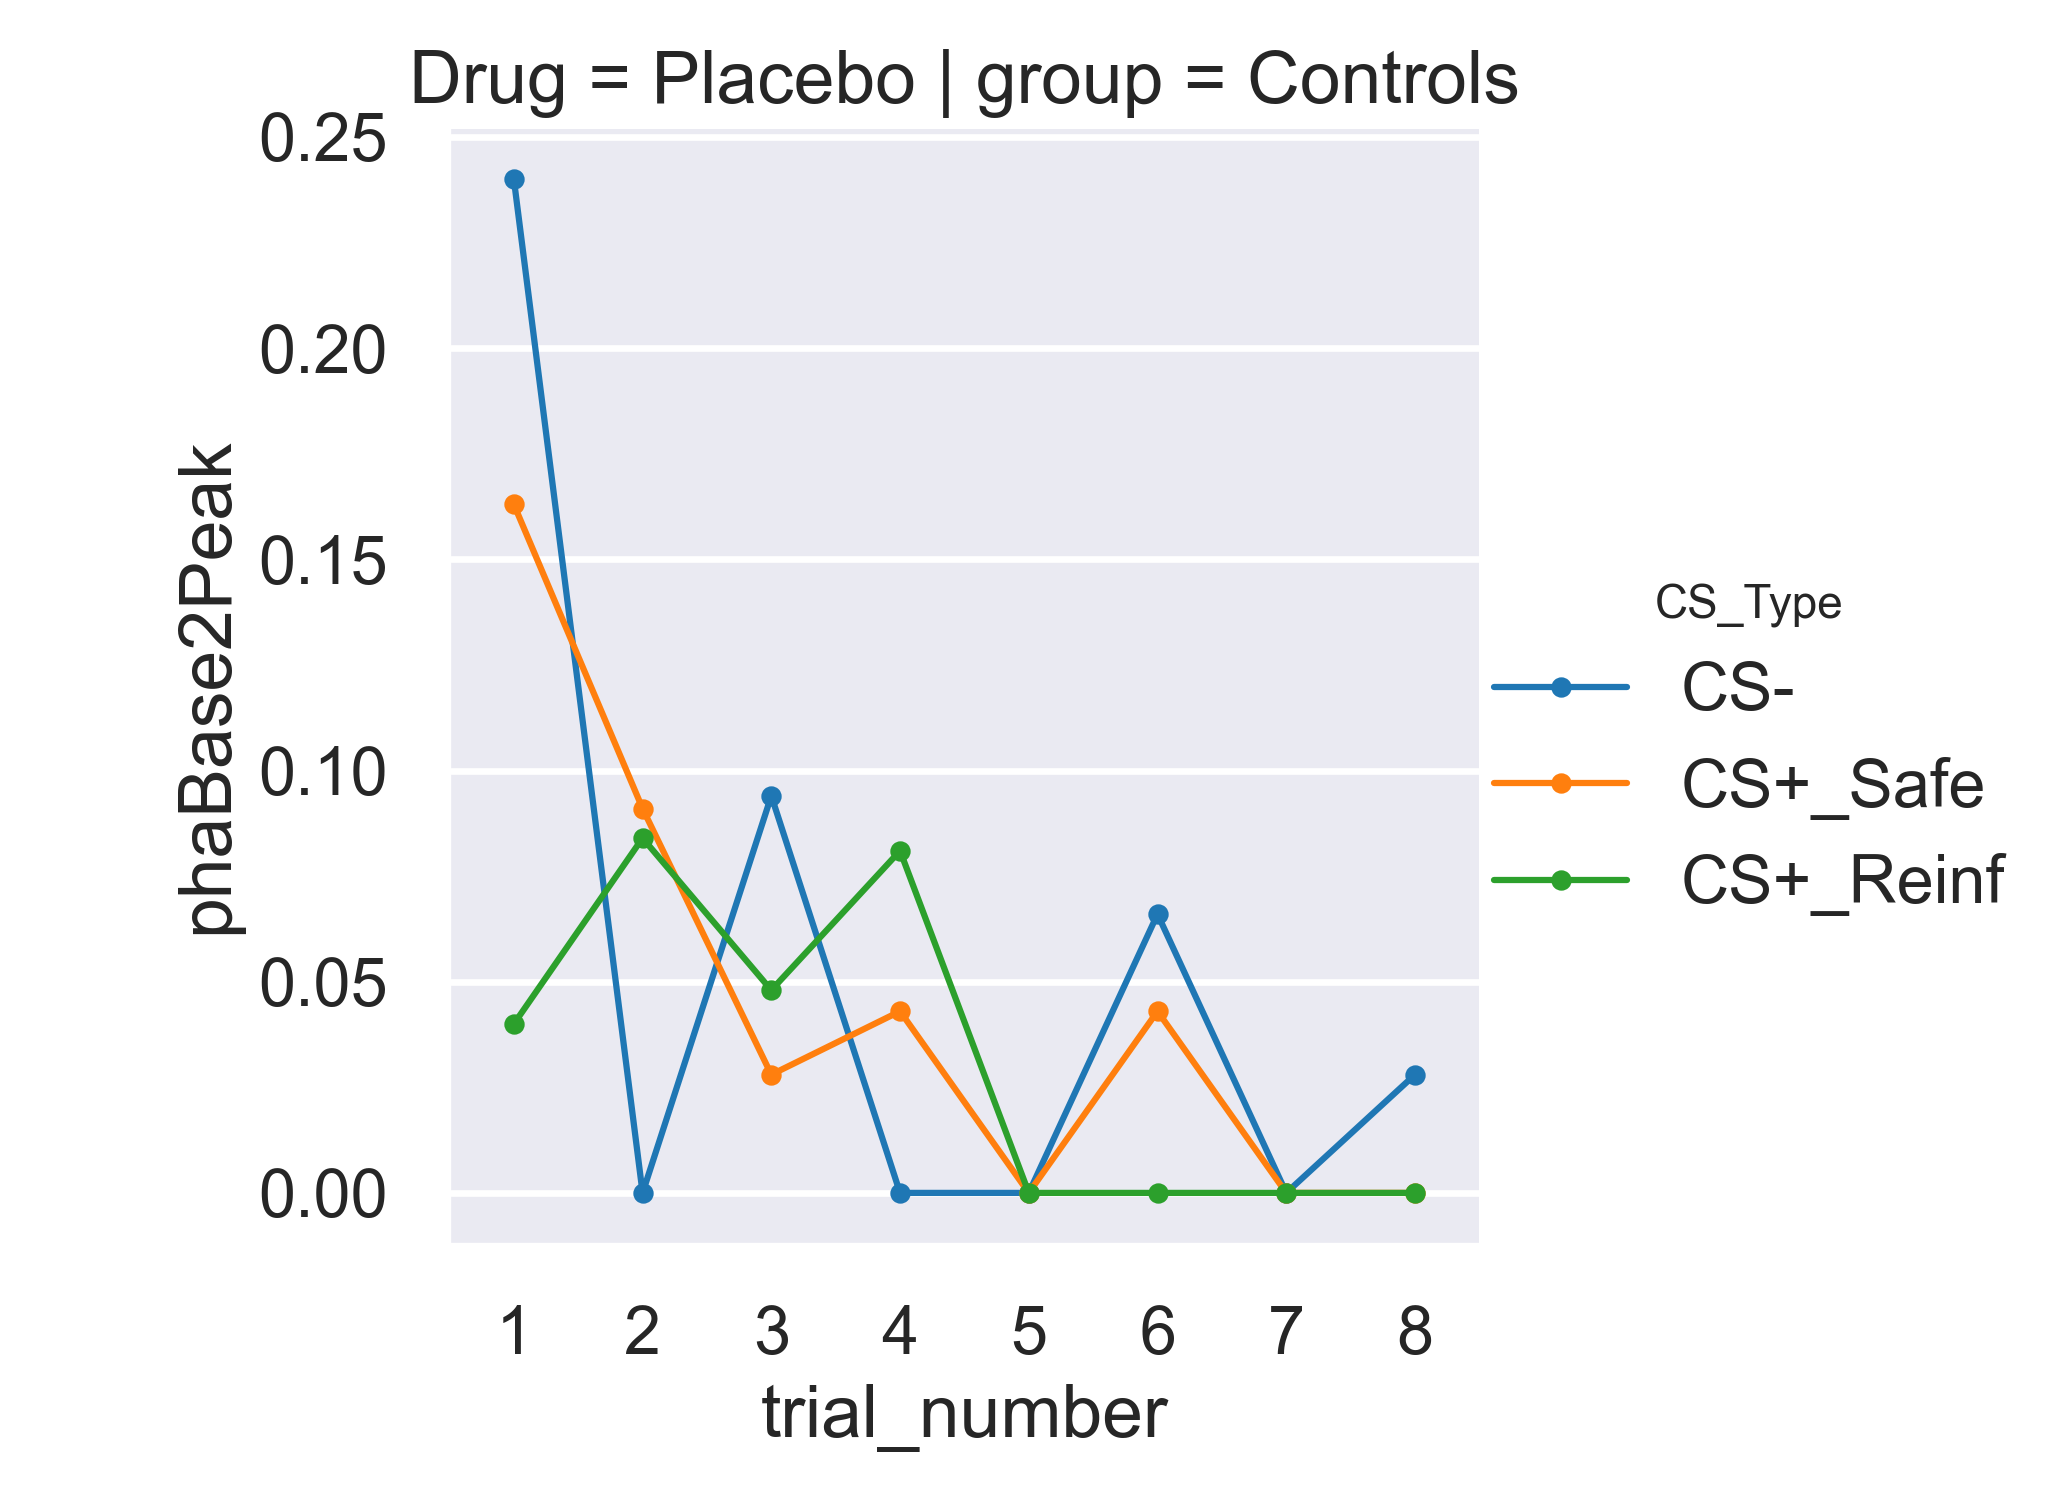 Drug = Placebo | group = Controls
0.25
0.20
0.15
0.10
0.05
0.00
phaBase2Peak
1 2 3 4 5 6 7 8
trial_number
CS_Type
CS-
CS+_Safe
CS+_Reinf